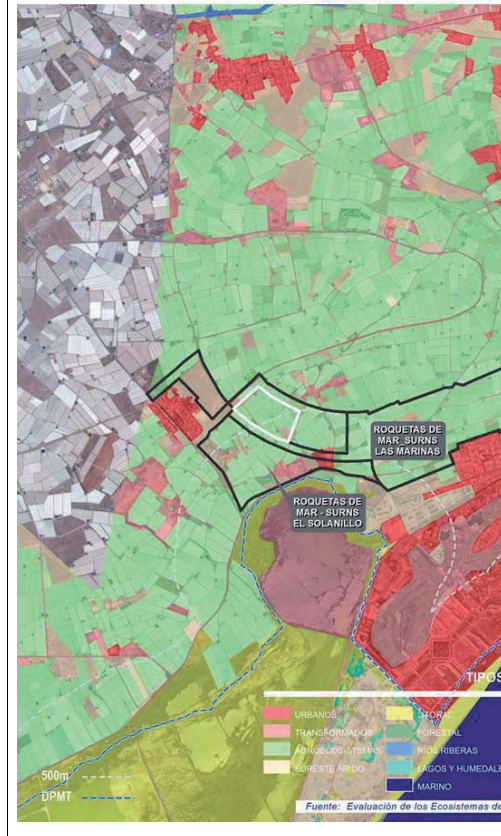 ROQUETAS DE
MAR_SURNS
LAS MARINAS
ROQUETAS DE
MAR - SURNS
EL SOLANILLO
TIPOS
URBANOS
TRANSFORMADOS
AGROECOSISTEMAS
SURESTE ÁRIDO
LITORAL
FORESTAL
RÍOS RIBERAS
LAGOS Y HUMEDALE
MARINO
500m
DPMT
Fuente: Evaluación de los Ecosistemas de